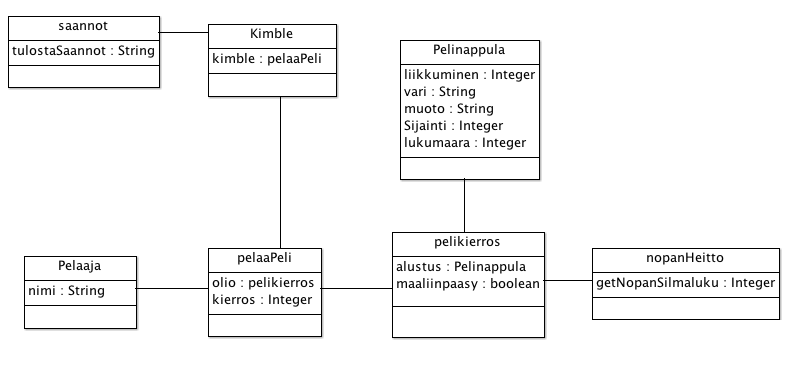 saannot
tulostaSaannot : String
Kimble
kimble : pelaaPeli
Pelinappula
liikkuminen : Integer
vari : String
muoto : String
Sijainti : Integer
lukumaara : Integer
Pelaaja
nimi : String
pelaaPeli
olio : pelikierros
kierros : Integer
pelikierros
alustus : Pelinappula
maaliinpaasy : boolean
nopanHeitto
getNopanSilmaluku : Integer